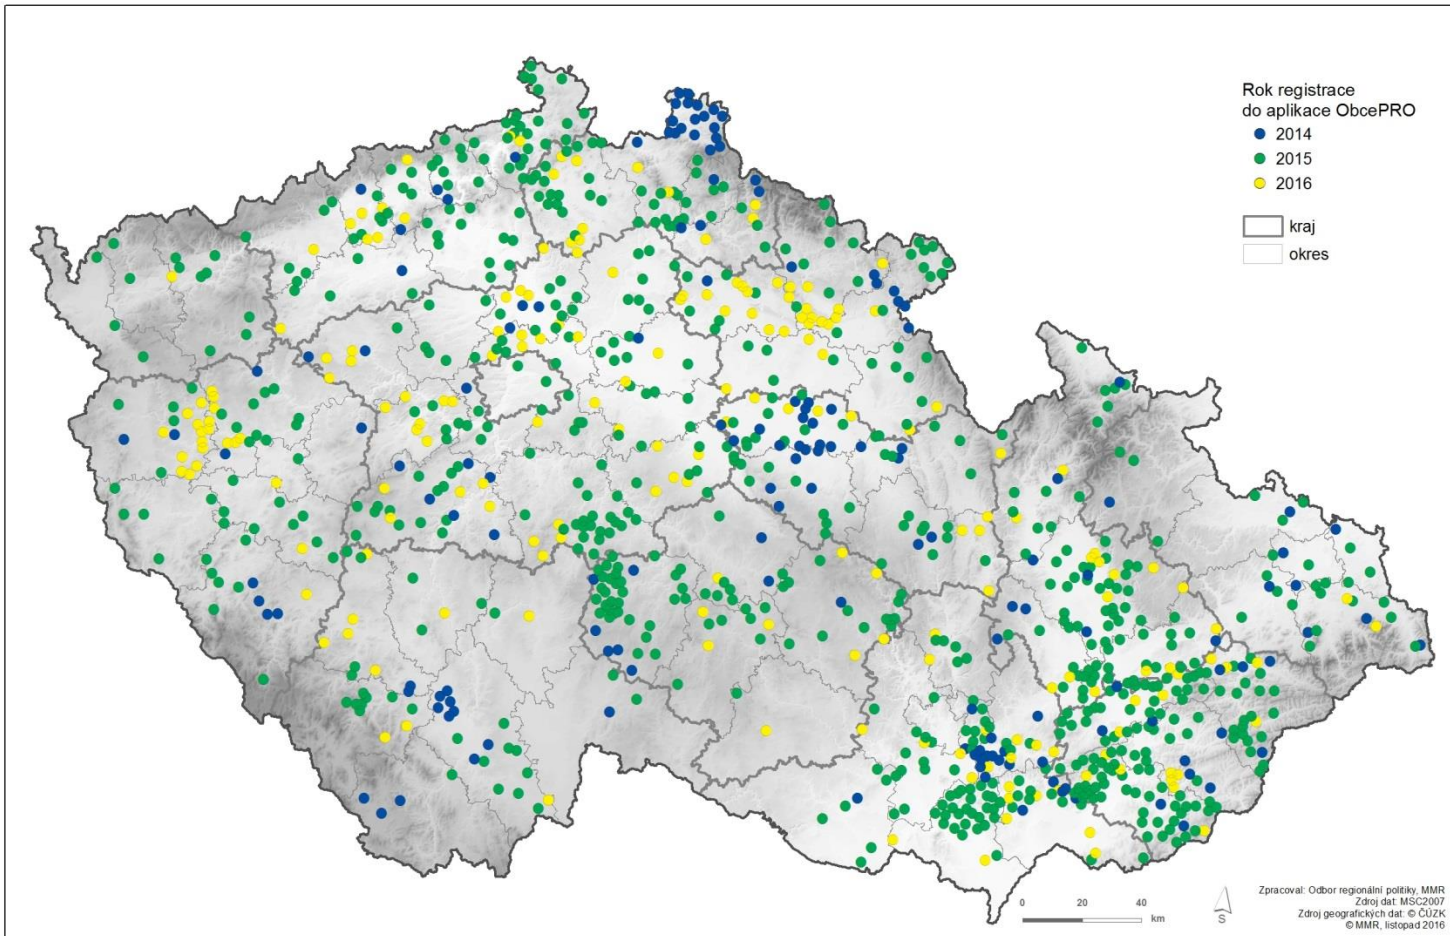 Rok registrace
do aplikace ObcePRO
2014
2015
2016
kraj
okres
Zpracoval: Odbor regionální politiky, MMR
Zdroj dat: MSC2007
Zdroj geografických dat: © ČÚZK
© MMR, listopad 2016
0 20 40
km
S